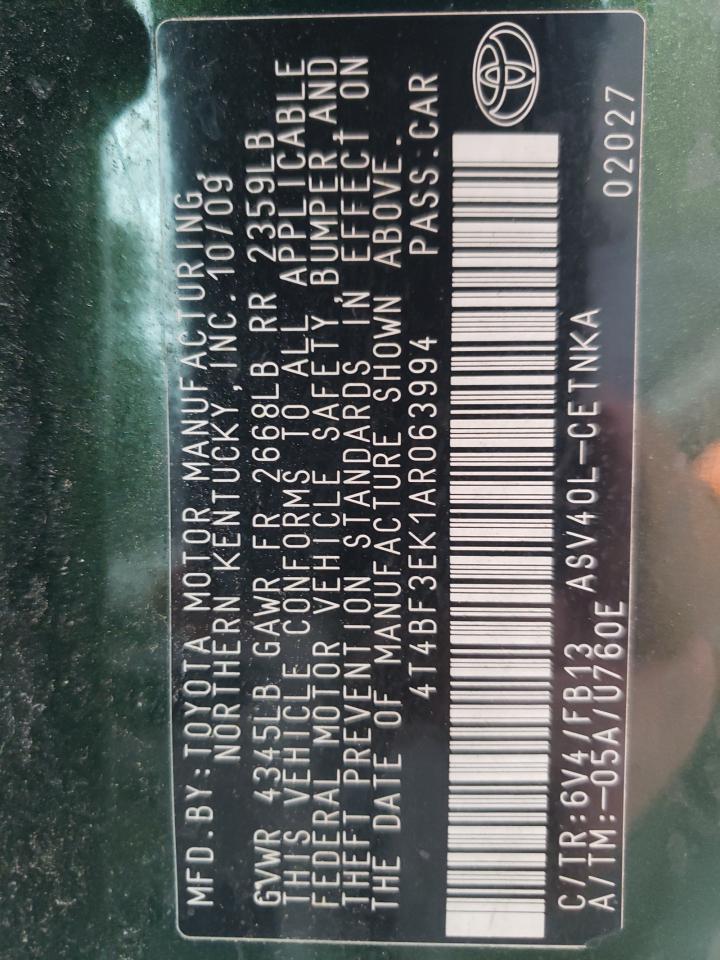 MFD.BY:TOYOTA MOTOR MANUFACTURING,
NORTHERN KENTUCKY,INC.10/09
GVWR 4345LB GAWR FR 2668LB RR 2359LB
THIS VEHICLE CONFORMS TO ALL APPLICABLE
FEDERAL MOTOR VEHICLE SAFETY,BUMPER,AND
THEFT PREVENTION STANDARDS IN EFFECT ON
THE DATE OF MANUFACTURE SHOWN ABOVE.
4T4BF3EK1AR063994 PASS.CAR
C/TR:6V4/FB13 ASV40L-CETNKA 02027
A/TM:-05A/U760E